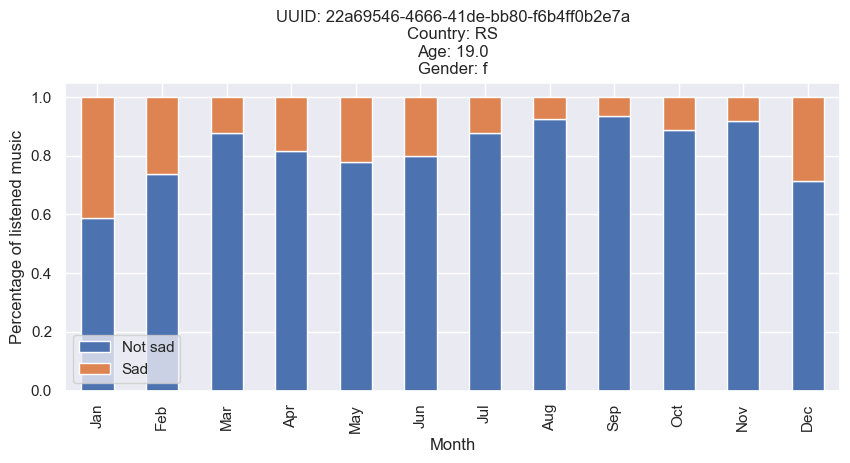 UUID: 22a69546-4666-41de-bb80-f6b4ff0b2e7a
Country: RS
Age: 19.0
Gender: f
Percentage of listened music
1.0
0.8
0.6
0.4
0.2
0.0
Not sad
Sad
Jan
Feb
Mar
Apr
May
Jun
Jul
Aug
Sep
Oct
Nov
Dec
Month